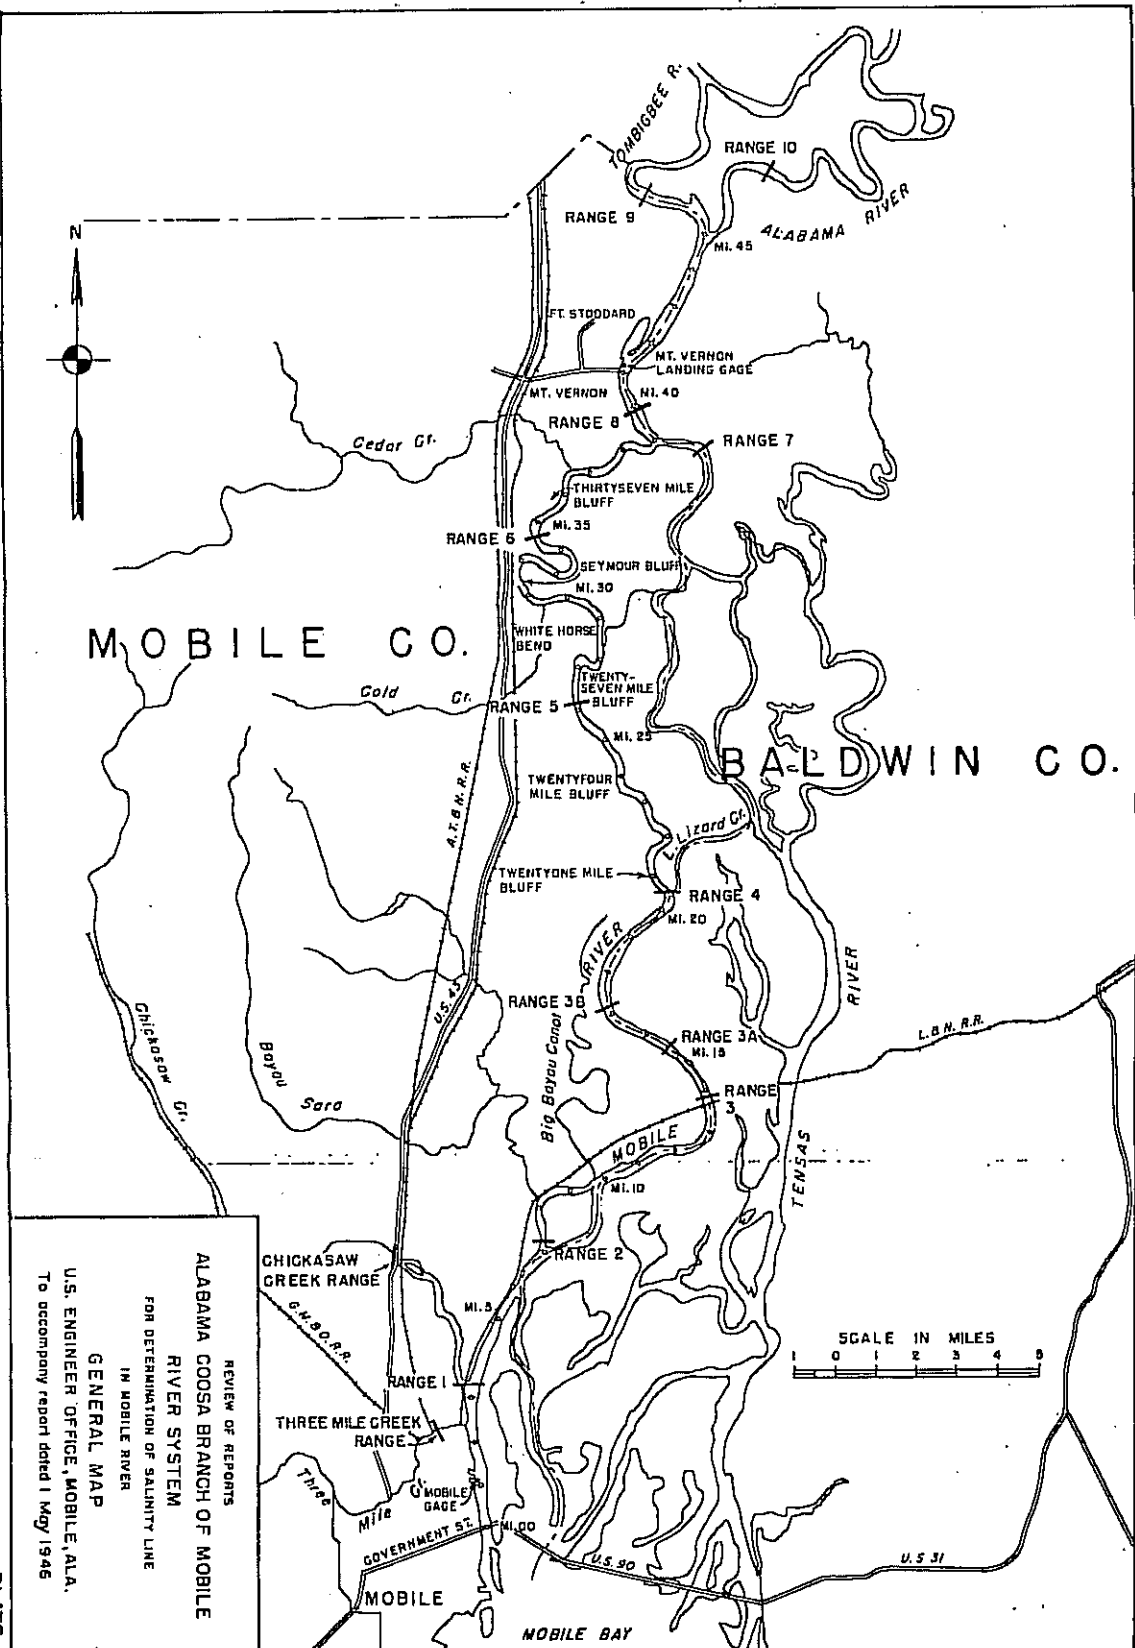 TOMBIGBEE R.
RANGE 10
RANGE 9
ALABAMA RIVER
MI. 45
N
FT. STODDARD
MT. VERNON
LANDING GAGE
MT. VERNON
MI. 40
RANGE 8
RANGE 7
Cedar Cr.
THIRTYSEVEN MILE
BLUFF
MI. 35
RANGE 6
SEYMOUR BLUFF
MI. 30
MOBILE CO.
WHITE HORSE
BEND
Cold Cr.
TWENTY-
SEVEN MILE
BLUFF
RANGE 5
MI. 25
BALDWIN CO.
A.T.& N. R.R.
TWENTYFOUR
MILE BLUFF
L. Lizard Cr.
TWENTYONE MILE
BLUFF
RANGE 4
MI. 20
RIVER
RIVER
U.S. 43
RANGE 3B
Chickasaw Cr.
Bayou Sara
Big Bayou Canot
RANGE 3A
MI. 15
L.& N. R.R.
RANGE
3
MOBILE
TENSAS
MI. 10
CHICKASAW
CREEK RANGE
RANGE 2
G.M.& O. R.R.
MI. 5
SCALE IN MILES
1 0 1 2 3 4 5
RANGE 1
THREE MILE CREEK
RANGE
Three Mile Cr.
MOBILE
GAGE
GOVERNMENT ST.
MI. 00
U.S. 90
U.S 31
MOBILE
MOBILE BAY
REVIEW OF REPORTS
ALABAMA COOSA BRANCH OF MOBILE
RIVER SYSTEM
FOR DETERMINATION OF SALINITY LINE
IN MOBILE RIVER
GENERAL MAP
U.S. ENGINEER OFFICE, MOBILE, ALA.
To accompany report dated 1 May 1946